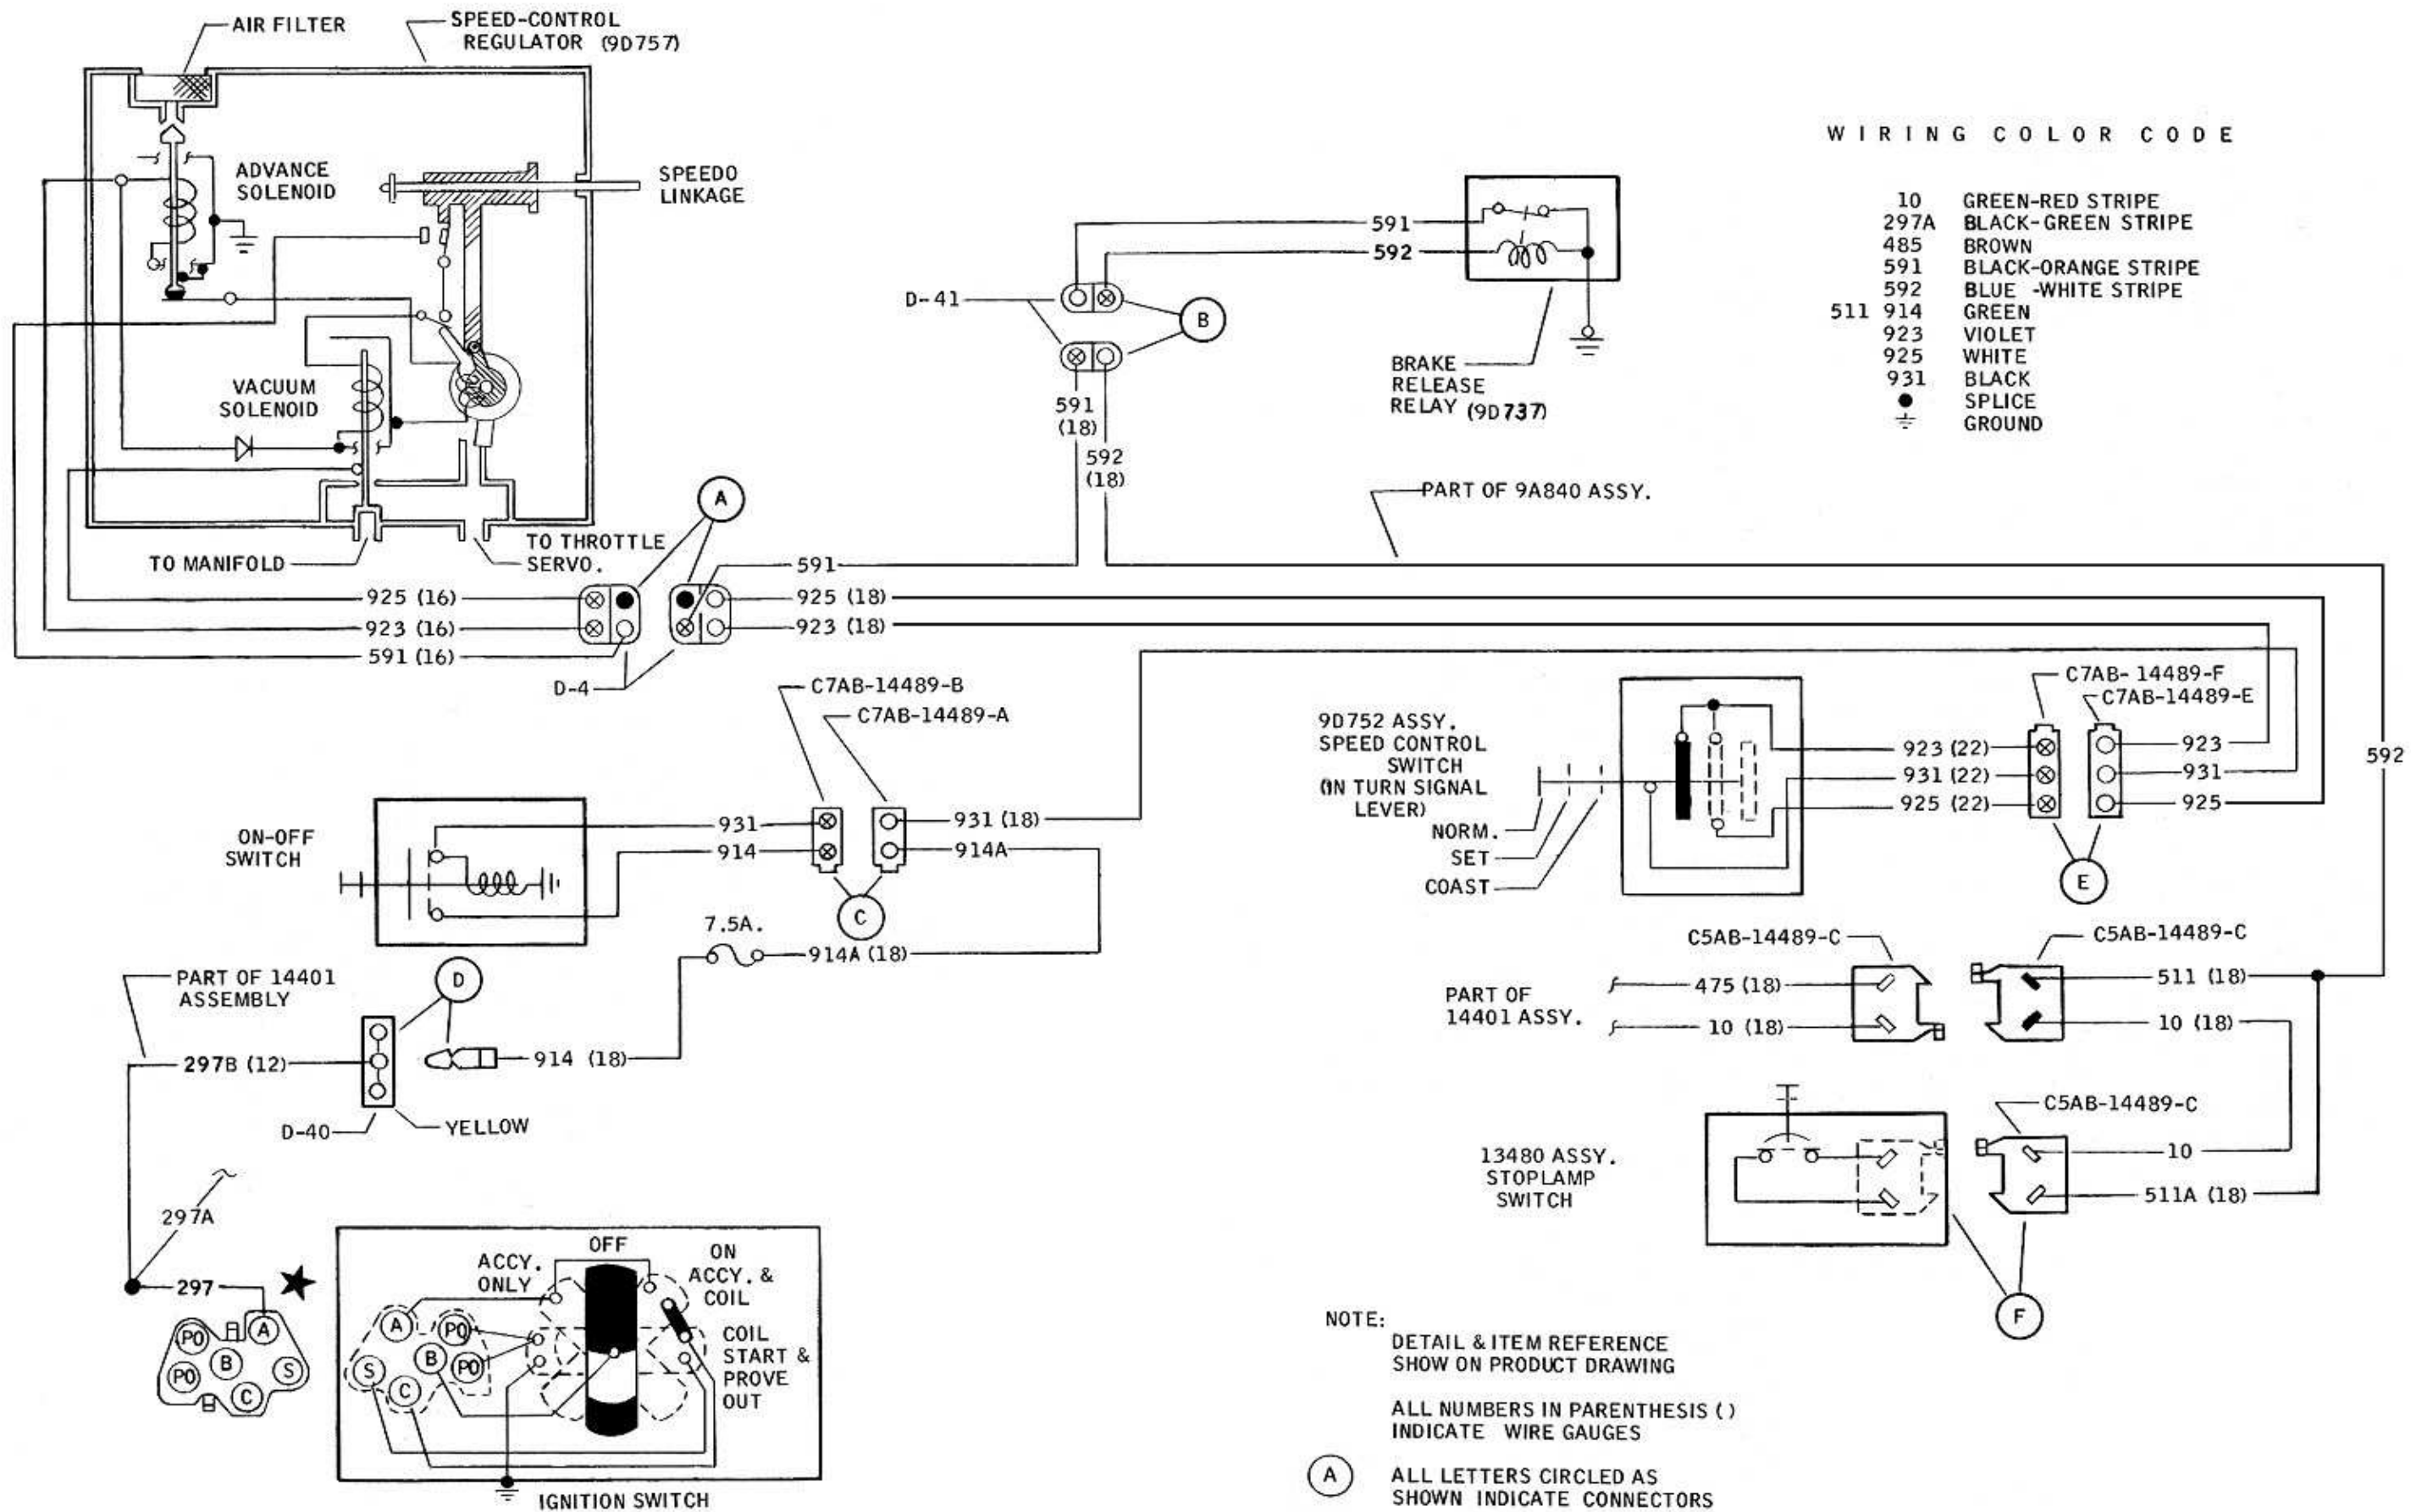 AIR FILTER
SPEED-CONTROL
REGULATOR (9D757)
ADVANCE
SOLENOID
SPEEDO
LINKAGE
VACUUM
SOLENOID
TO MANIFOLD
TO THROTTLE
SERVO.
A
925 (16)
923 (16)
591 (16)
D-4
591
925 (18)
923 (18)
D-41
B
591
592
591
(18)
592
(18)
BRAKE
RELEASE
RELAY (9D737)
PART OF 9A840 ASSY.
WIRING COLOR CODE
10 GREEN-RED STRIPE
297A BLACK-GREEN STRIPE
485 BROWN
591 BLACK-ORANGE STRIPE
592 BLUE -WHITE STRIPE
511 914 GREEN
923 VIOLET
925 WHITE
931 BLACK
SPLICE
GROUND
C7AB-14489-B
C7AB-14489-A
ON-OFF
SWITCH
931
914
931 (18)
914A
C
7.5A.
914A (18)
9D752 ASSY.
SPEED CONTROL
SWITCH
(IN TURN SIGNAL
LEVER)
NORM.
SET
COAST
923 (22)
931 (22)
925 (22)
C7AB- 14489-F
C7AB-14489-E
923
931
925
E
592
PART OF 14401
ASSEMBLY
D
297B (12)
914 (18)
D-40
YELLOW
C5AB-14489-C
C5AB-14489-C
PART OF
14401 ASSY.
475 (18)
10 (18)
511 (18)
10 (18)
13480 ASSY.
STOPLAMP
SWITCH
C5AB-14489-C
10
511A (18)
F
297A
297
PO
A
B
S
PO
C
ACCY.
ONLY
OFF
ON
ACCY. &
COIL
COIL
START &
PROVE
OUT
A
PO
B
PO
S
C
IGNITION SWITCH
NOTE:
DETAIL & ITEM REFERENCE
SHOW ON PRODUCT DRAWING
ALL NUMBERS IN PARENTHESIS ( )
INDICATE WIRE GAUGES
A
ALL LETTERS CIRCLED AS
SHOWN INDICATE CONNECTORS